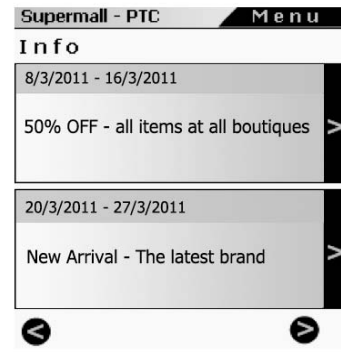 Supermall - PTC Menu
Info
8/3/2011 - 16/3/2011
50% OFF - all items at all boutiques >
20/3/2011 - 27/3/2011
New Arrival - The latest brand >
< >